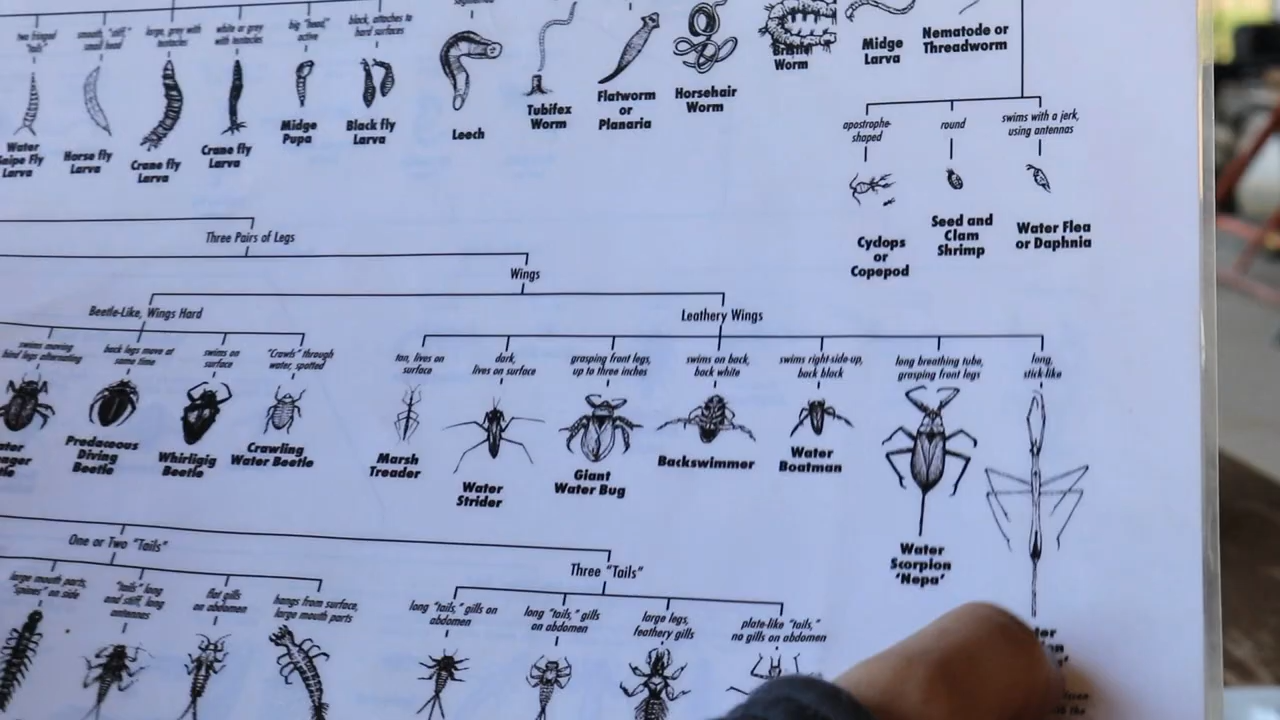 two fringed
"tails"
smooth, "stiff,"
small head
large, grey with
tentacles
white or grey
with tentacles
big "head,"
active
black, attaches to
hard surfaces
Water
Snipe Fly
Larva
Horse fly
Larva
Crane fly
Larva
Crane fly
Larva
Midge
Pupa
Black fly
Larva
Leech
Tubifex
Worm
Flatworm
or
Planaria
Horsehair
Worm
Bristle
Worm
Midge
Larva
Nematode or
Threadworm
apostrophe-
shaped
round
swims with a jerk,
using antennas
Cyclops
or
Copepod
Seed and
Clam
Shrimp
Water Flea
or Daphnia
Three Pairs of Legs
Wings
Beetle-Like, Wings Hard
Leathery Wings
swims moving
hind legs alternating
back legs move at
same time
swims on
surface
"Crawls" through
water, spotted
tan, lives on
surface
dark,
lives on surface
grasping front legs,
up to three inches
swims on back,
back white
swims right-side-up,
back black
long breathing tube,
grasping front legs
long,
stick-like
Predaceous
Diving
Beetle
Whirligig
Beetle
Crawling
Water Beetle
Marsh
Treader
Water
Strider
Giant
Water Bug
Backswimmer
Water
Boatman
Water
Scorpion
'Nepa'
One or Two "Tails"
Three "Tails"
large mouth parts,
"spines" on side
"tails" long
and stiff, long
antennas
flat gills
on abdomen
hangs from surface,
large mouth parts
long "tails," gills on
abdomen
long "tails," gills
on abdomen
large legs,
feathery gills
plate-like "tails,"
no gills on abdomen